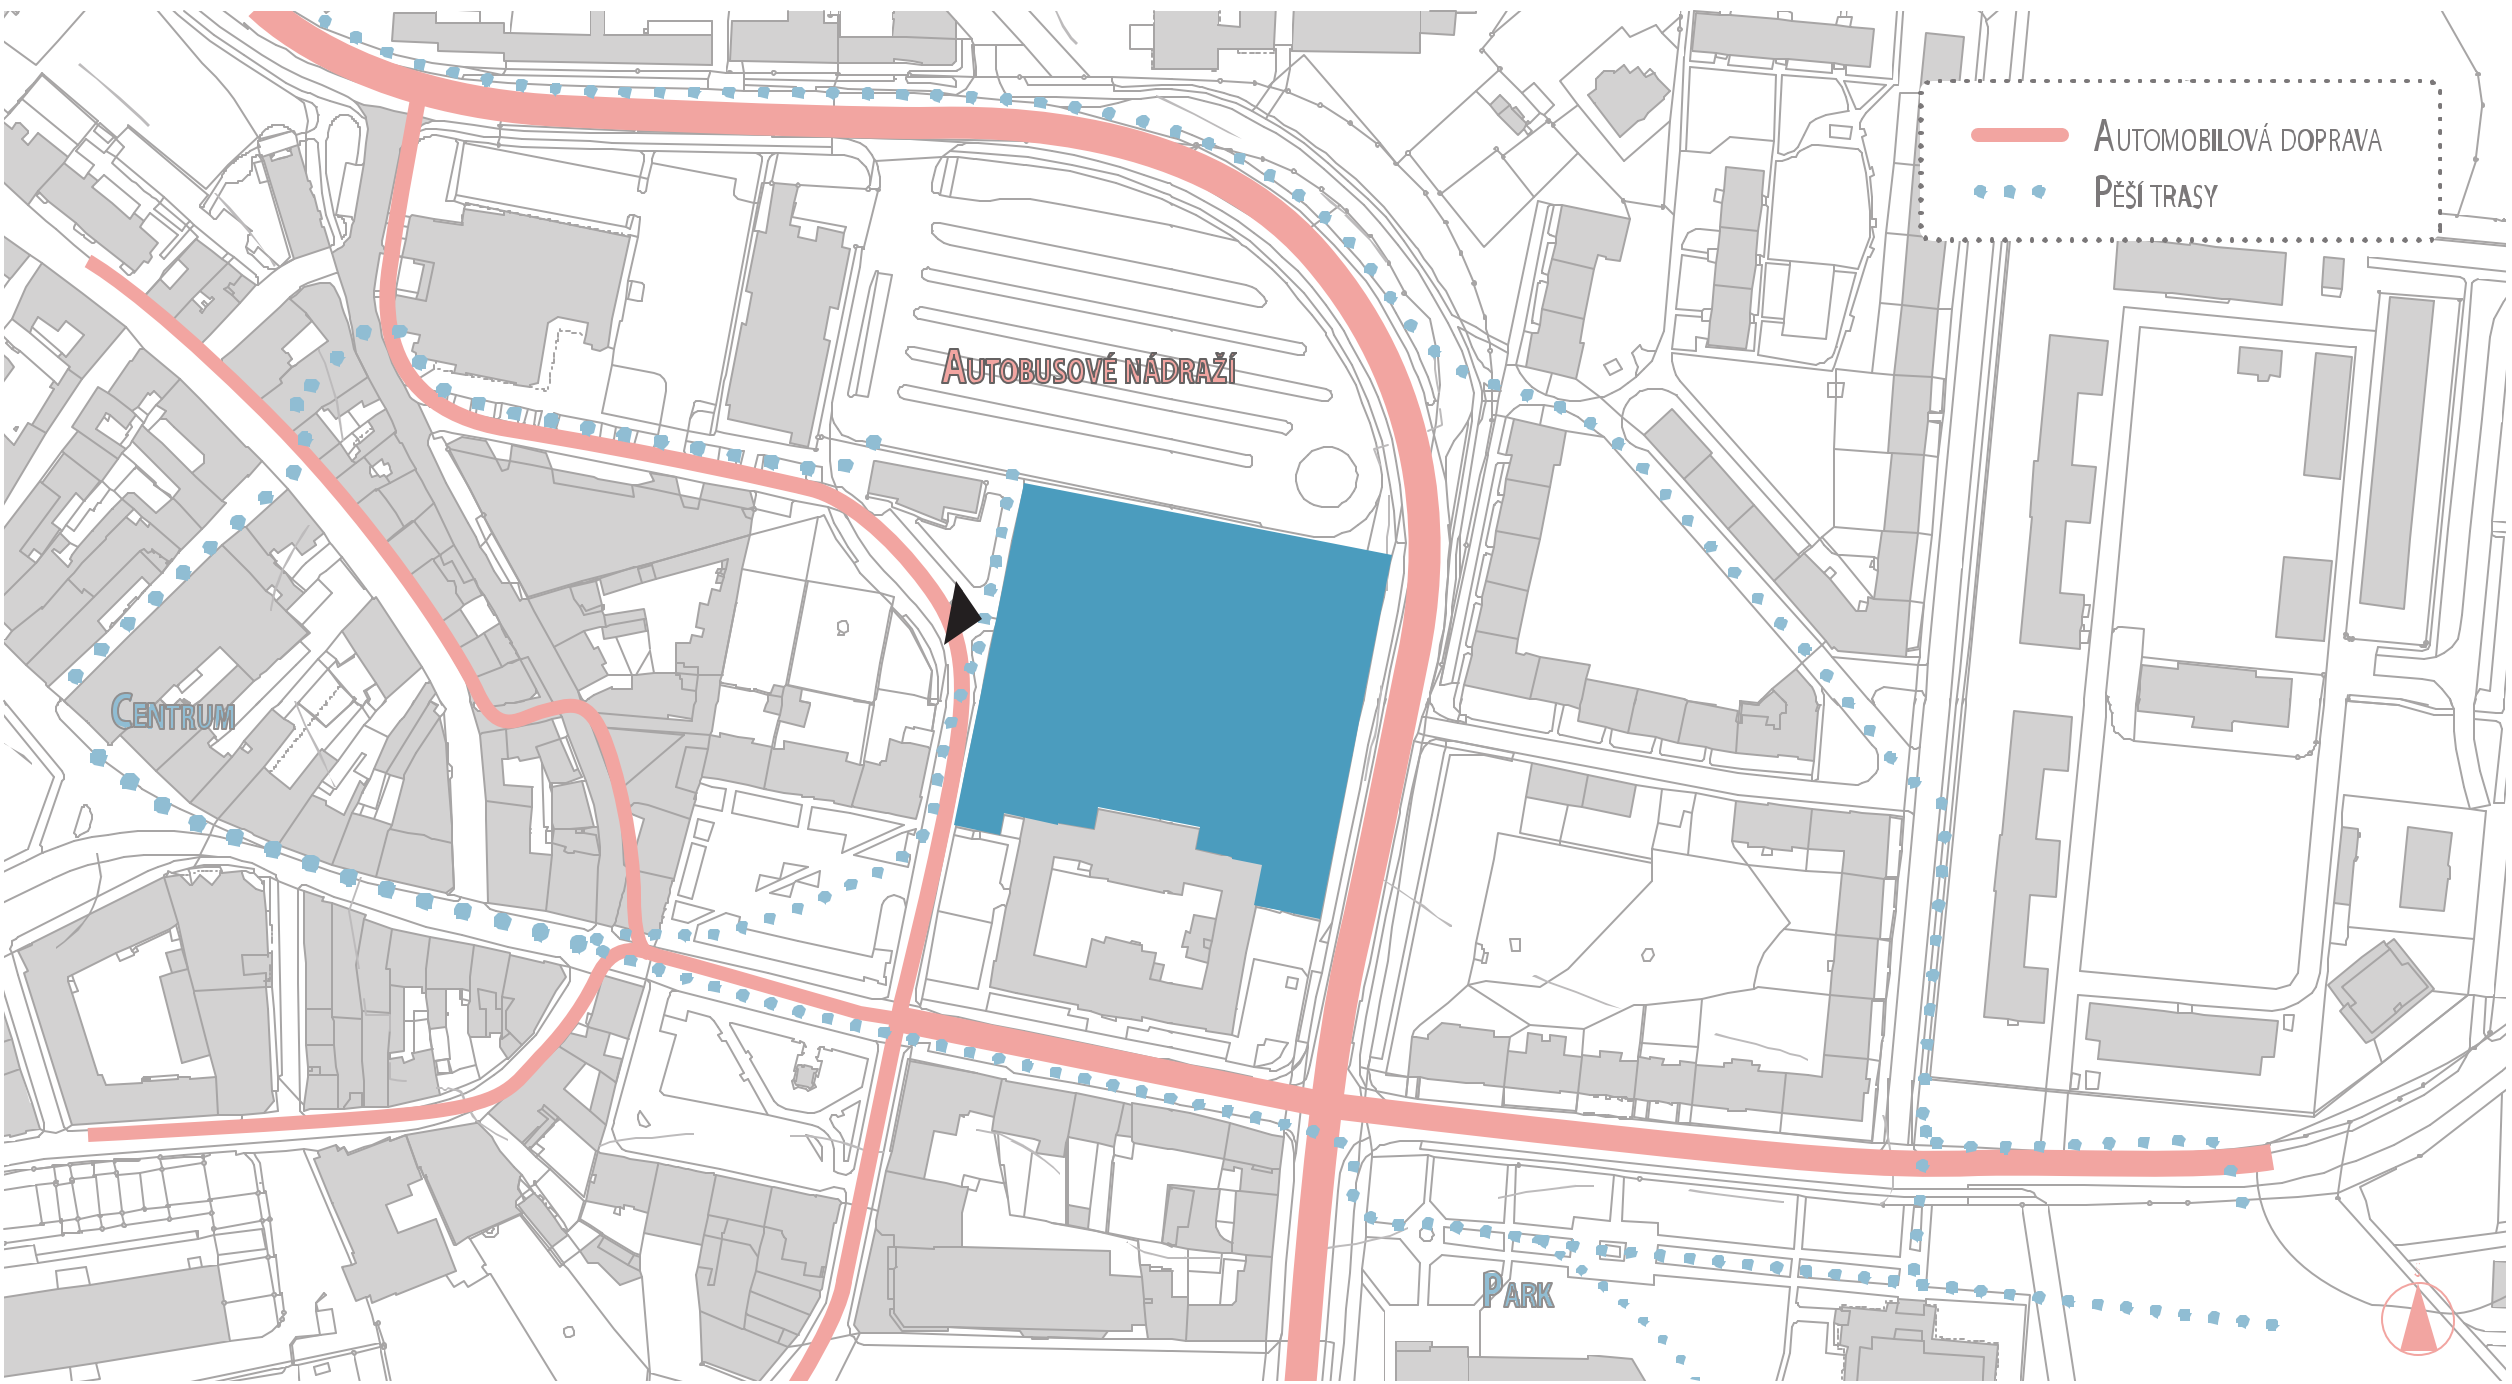 Automobilová doprava
Pěší trasy
Autobusové nádraží
Centrum
Park